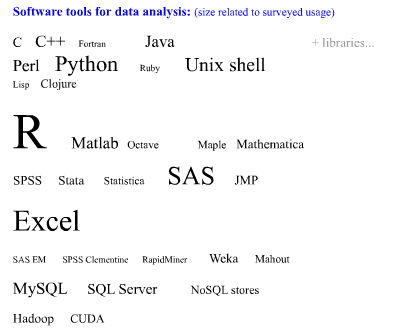 Software tools for data analysis: (size related to surveyed usage)
C C++ Fortran Java + libraries...
Perl Python Ruby Unix shell
Lisp Clojure
R Matlab Octave Maple Mathematica
SPSS Stata Statistica SAS JMP
Excel
SAS EM SPSS Clementine RapidMiner Weka Mahout
MySQL SQL Server NoSQL stores
Hadoop CUDA